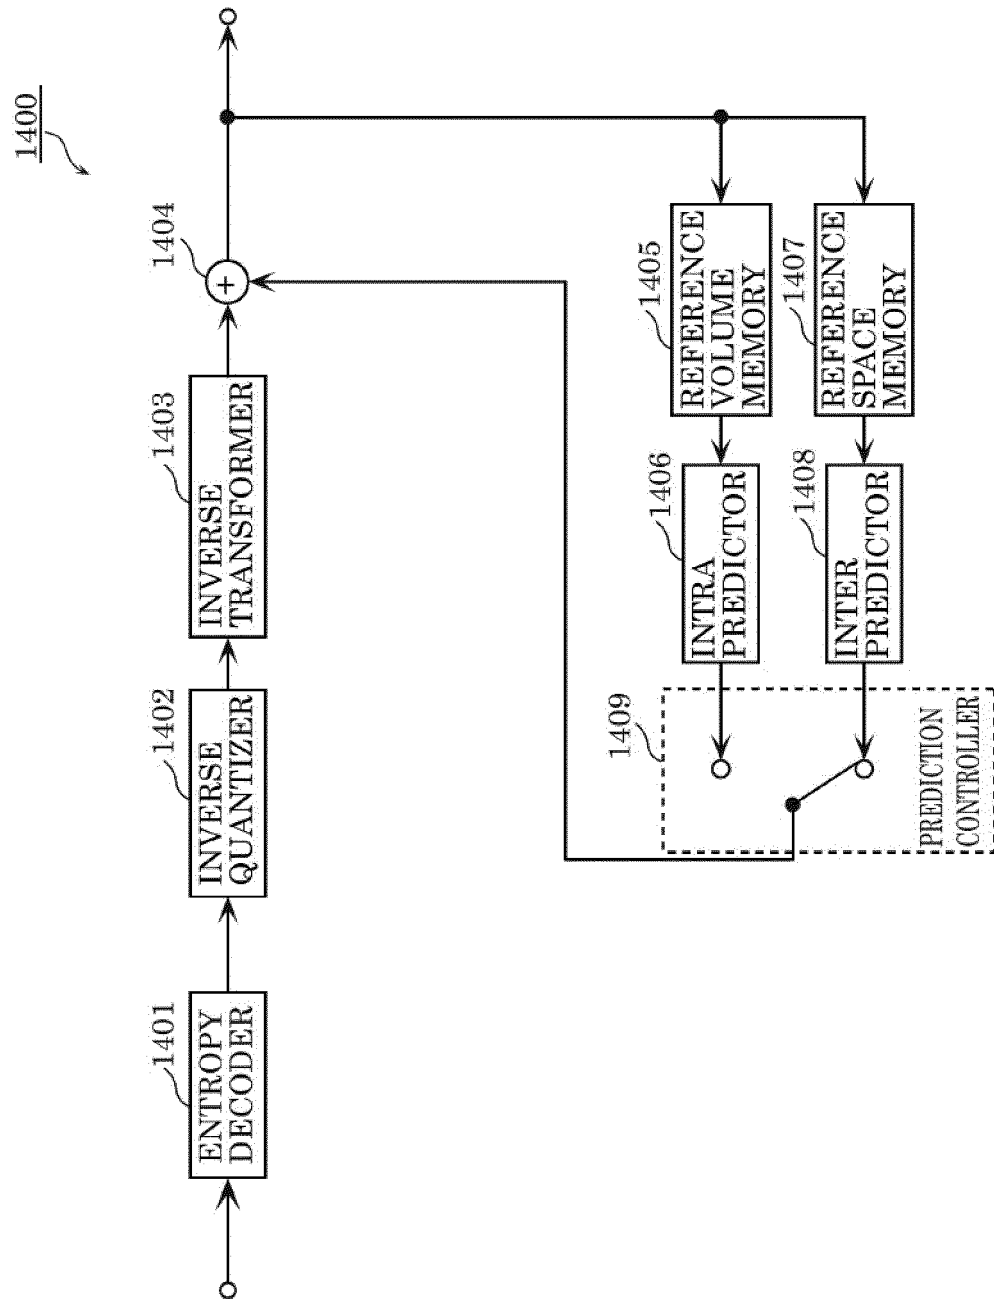 1400
1401
ENTROPY
DECODER
1402
INVERSE
QUANTIZER
1403
INVERSE
TRANSFORMER
1404
+
1409
PREDICTION
CONTROLLER
1406
INTRA
PREDICTOR
1405
REFERENCE
VOLUME
MEMORY
1408
INTER
PREDICTOR
1407
REFERENCE
SPACE
MEMORY